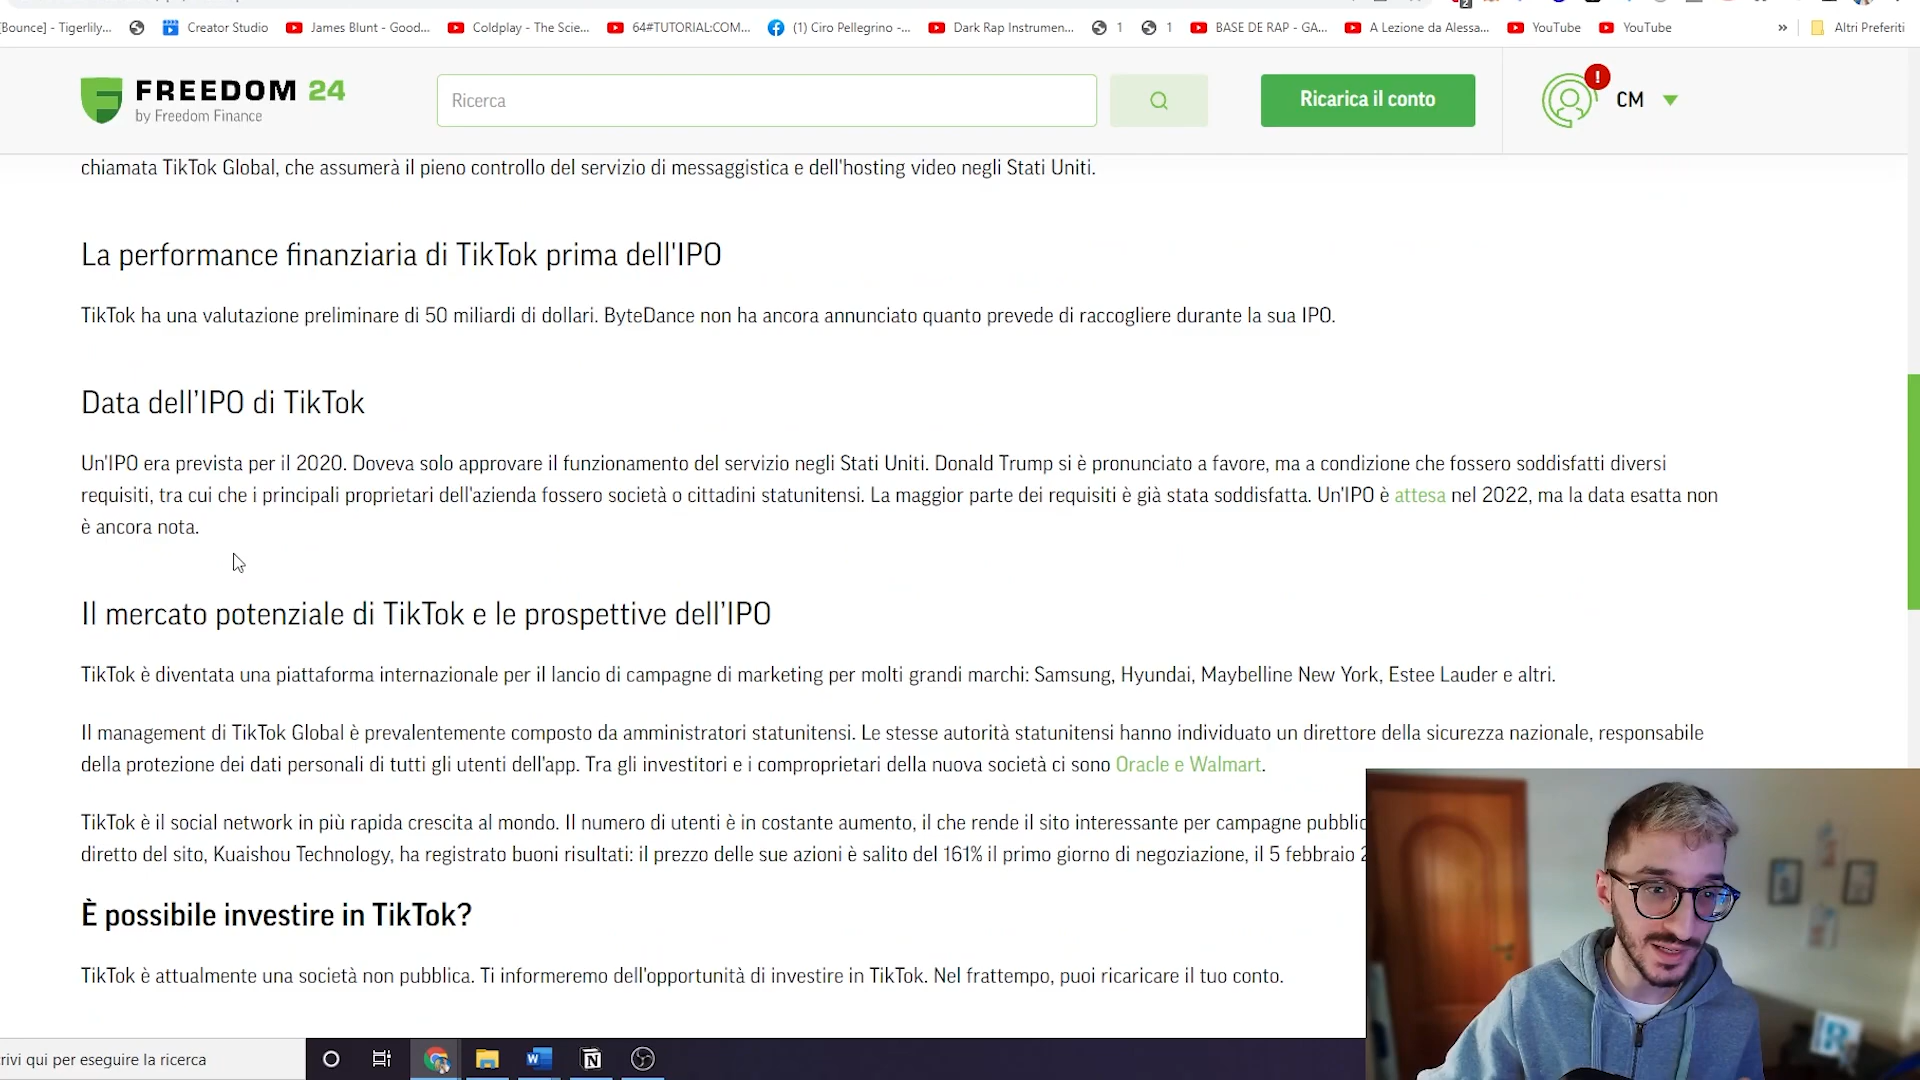 [Bounce] - Tigerlily... Creator Studio James Blunt - Good... Coldplay - The Scie... 64#TUTORIAL:COM... (1) Ciro Pellegrino -... Dark Rap Instrumen... 1 1 BASE DE RAP - GA... A Lezione da Alessa... YouTube YouTube » Altri Preferiti
FREEDOM 24
by Freedom Finance
Ricerca
Ricarica il conto
!
CM
chiamata TikTok Global, che assumerà il pieno controllo del servizio di messaggistica e dell'hosting video negli Stati Uniti.
La performance finanziaria di TikTok prima dell'IPO
TikTok ha una valutazione preliminare di 50 miliardi di dollari. ByteDance non ha ancora annunciato quanto prevede di raccogliere durante la sua IPO.
Data dell'IPO di TikTok
Un'IPO era prevista per il 2020. Doveva solo approvare il funzionamento del servizio negli Stati Uniti. Donald Trump si è pronunciato a favore, ma a condizione che fossero soddisfatti diversi
requisiti, tra cui che i principali proprietari dell'azienda fossero società o cittadini statunitensi. La maggior parte dei requisiti è già stata soddisfatta. Un'IPO è attesa nel 2022, ma la data esatta non
è ancora nota.
Il mercato potenziale di TikTok e le prospettive dell'IPO
TikTok è diventata una piattaforma internazionale per il lancio di campagne di marketing per molti grandi marchi: Samsung, Hyundai, Maybelline New York, Estee Lauder e altri.
Il management di TikTok Global è prevalentemente composto da amministratori statunitensi. Le stesse autorità statunitensi hanno individuato un direttore della sicurezza nazionale, responsabile
della protezione dei dati personali di tutti gli utenti dell'app. Tra gli investitori e i comproprietari della nuova società ci sono Oracle e Walmart.
TikTok è il social network in più rapida crescita al mondo. Il numero di utenti è in costante aumento, il che rende il sito interessante per campagne pubblic
diretto del sito, Kuaishou Technology, ha registrato buoni risultati: il prezzo delle sue azioni è salito del 161% il primo giorno di negoziazione, il 5 febbraio 2
È possibile investire in TikTok?
TikTok è attualmente una società non pubblica. Ti informeremo dell'opportunità di investire in TikTok. Nel frattempo, puoi ricaricare il tuo conto.
rivi qui per eseguire la ricerca